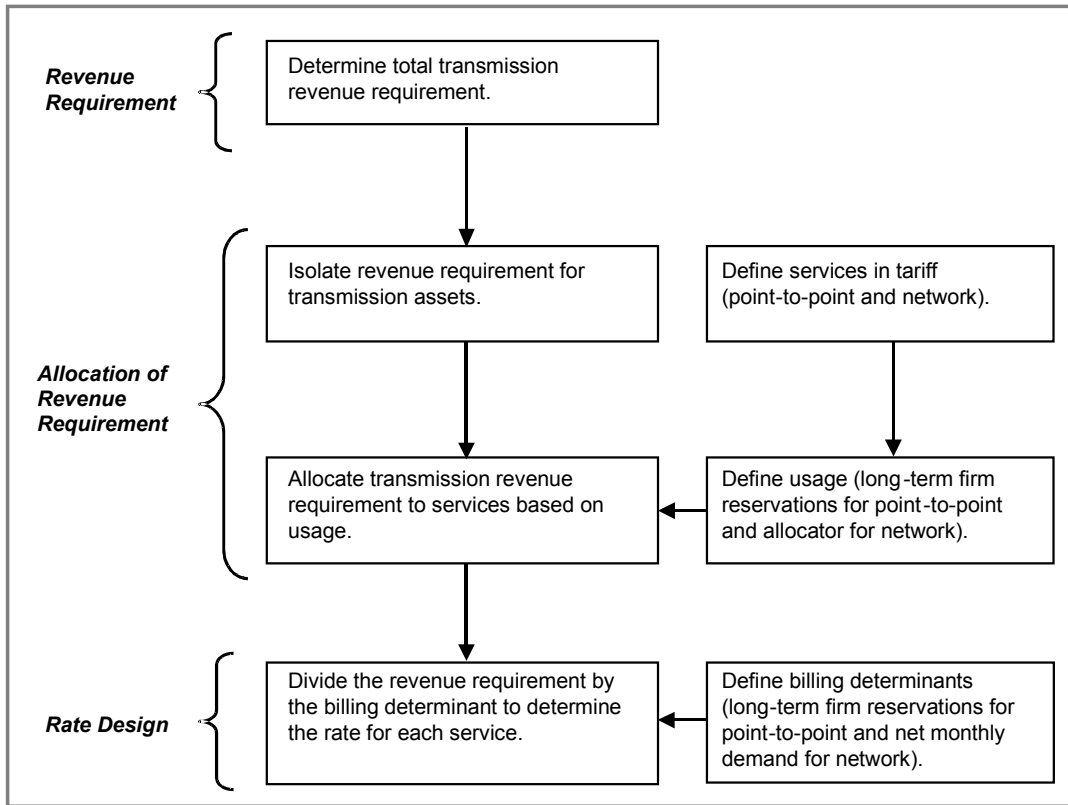 Revenue
Requirement
Determine total transmission
revenue requirement.
Allocation of
Revenue
Requirement
Isolate revenue requirement for
transmission assets.
Define services in tariff
(point-to-point and network).
Allocate transmission revenue
requirement to services based on
usage.
Define usage (long-term firm
reservations for point-to-point
and allocator for network).
Rate Design
Divide the revenue requirement by
the billing determinant to determine
the rate for each service.
Define billing determinants
(long-term firm reservations for
point-to-point and net monthly
demand for network).